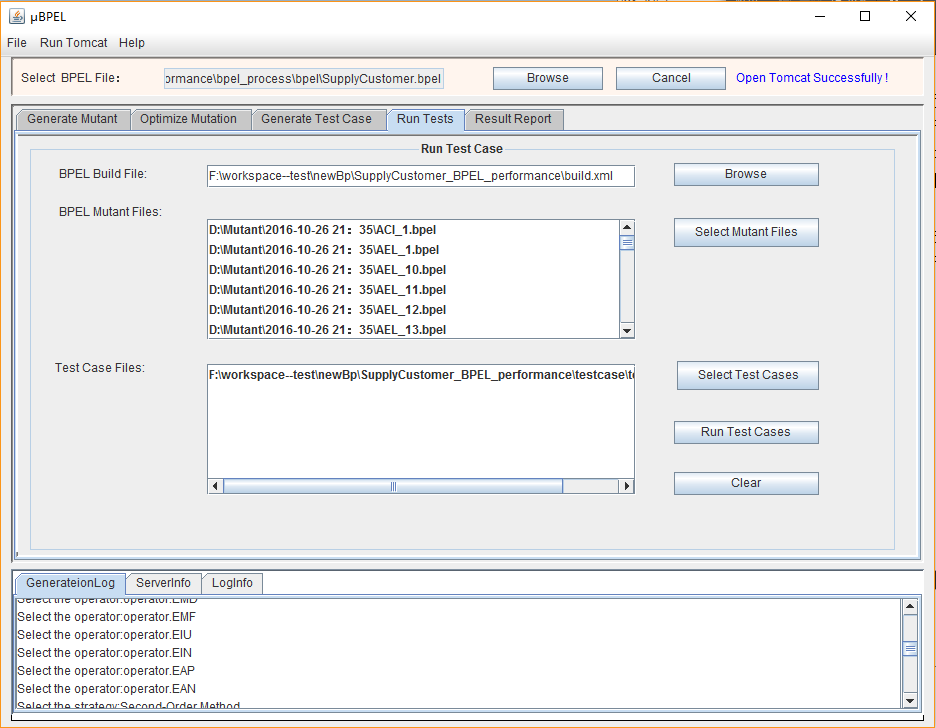 μBPEL
File Run Tomcat Help
Select BPEL File: ormance\bpel_process\bpel\SupplyCustomer.bpel Browse Cancel Open Tomcat Successfully !
Generate Mutant Optimize Mutation Generate Test Case Run Tests Result Report
Run Test Case
BPEL Build File: F:\workspace--test\newBp\SupplyCustomer_BPEL_performance\build.xml Browse
BPEL Mutant Files: Select Mutant Files
D:\Mutant\2016-10-26 21：35\ACI_1.bpel
D:\Mutant\2016-10-26 21：35\AEL_1.bpel
D:\Mutant\2016-10-26 21：35\AEL_10.bpel
D:\Mutant\2016-10-26 21：35\AEL_11.bpel
D:\Mutant\2016-10-26 21：35\AEL_12.bpel
D:\Mutant\2016-10-26 21：35\AEL_13.bpel
Test Case Files: Select Test Cases
F:\workspace--test\newBp\SupplyCustomer_BPEL_performance\testcase\te
Run Test Cases
Clear
GenerateionLog ServerInfo LogInfo
Select the operator:operator.EMD
Select the operator:operator.EMF
Select the operator:operator.EIU
Select the operator:operator.EIN
Select the operator:operator.EAP
Select the operator:operator.EAN
Select the strategy:Second-Order Method